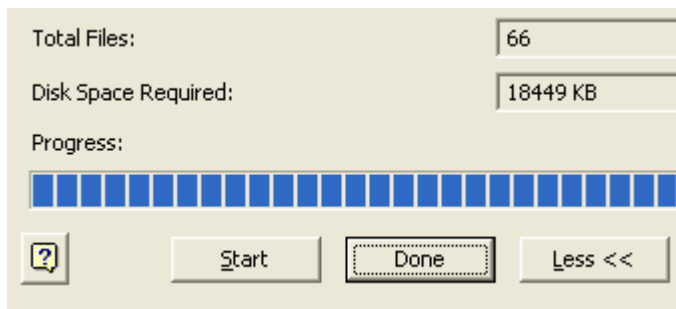 Total Files: 66
Disk Space Required: 18449 KB
Progress:
? Start Done Less <<